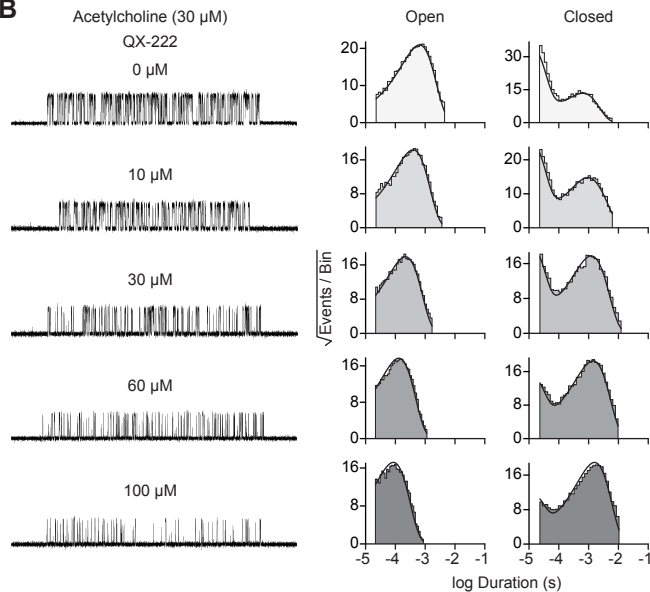 B
Acetylcholine (30 µM)
QX-222
0 µM
10 µM
30 µM
60 µM
100 µM
Open
Closed
√Events / Bin
20
10
0
30
15
0
16
8
0
20
10
0
16
8
0
16
8
0
16
8
0
16
8
0
16
8
0
16
8
0
-5 -4 -3 -2 -1
-5 -4 -3 -2 -1
log Duration (s)